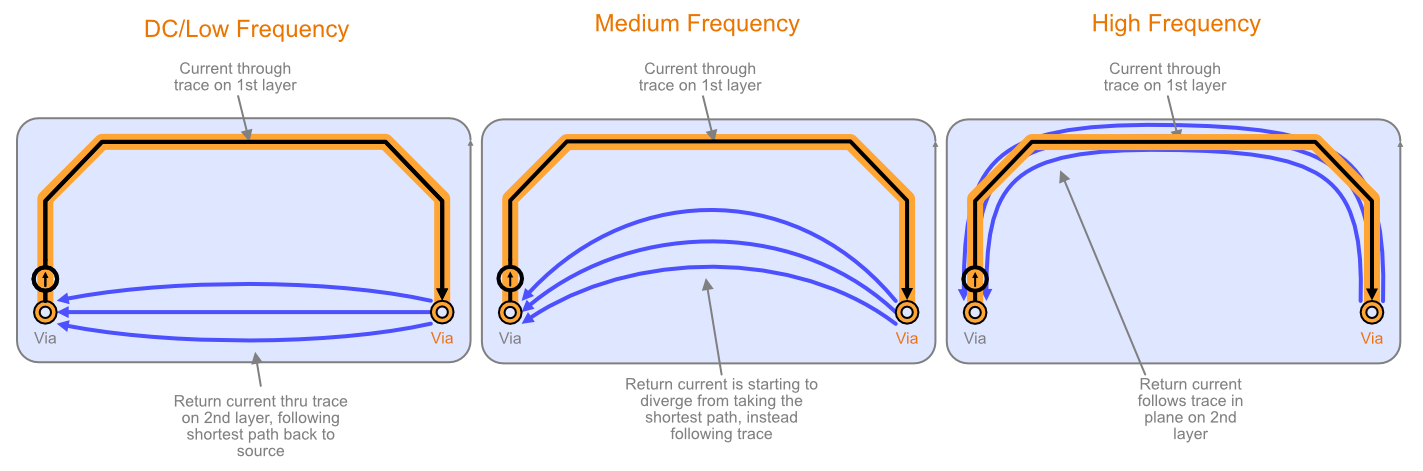 DC/Low Frequency
Current through
trace on 1st layer
Via
Via
Return current thru trace
on 2nd layer, following
shortest path back to
source
Medium Frequency
Current through
trace on 1st layer
Via
Via
Return current is starting to
diverge from taking the
shortest path, instead
following trace
High Frequency
Current through
trace on 1st layer
Via
Via
Return current
follows trace in
plane on 2nd
layer